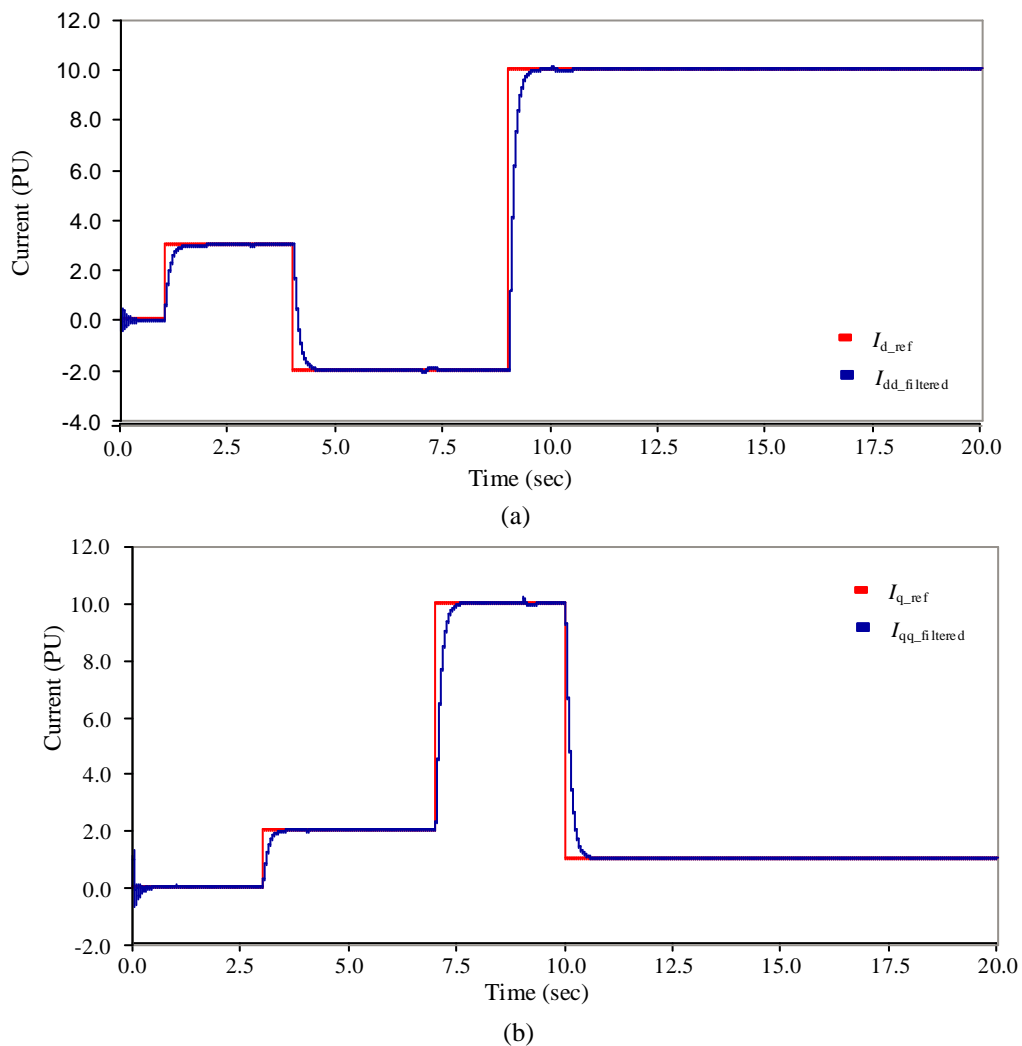 12.0
10.0
8.0
6.0
4.0
2.0
0.0
-2.0
-4.0
Current (PU)
I_d_ref
I_dd_filtered
0.0 2.5 5.0 7.5 10.0 12.5 15.0 17.5 20.0
Time (sec)
(a)
12.0
10.0
8.0
6.0
4.0
2.0
0.0
-2.0
Current (PU)
I_q_ref
I_qq_filtered
0.0 2.5 5.0 7.5 10.0 12.5 15.0 17.5 20.0
Time (sec)
(b)